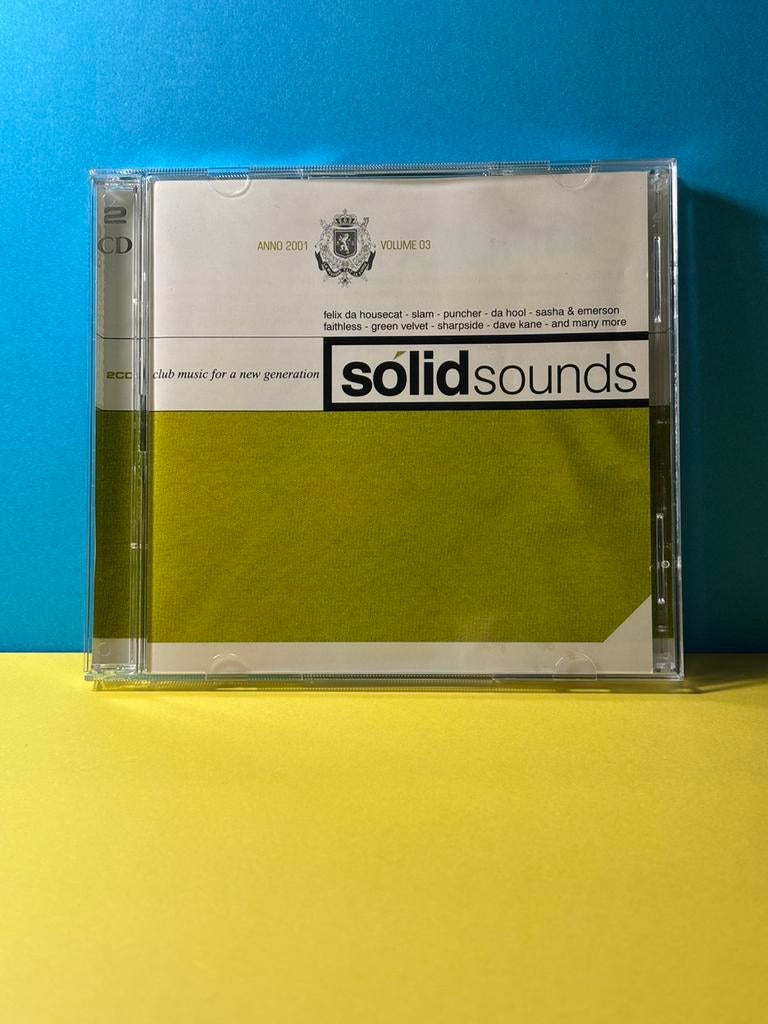 2
CD
ANNO 2001 VOLUME 03
felix da housecat - slam - puncher - da hool - sasha & emerson
faithless - green velvet - sharpside - dave kane - and many more
2CD
club music for a new generation
sólidsounds